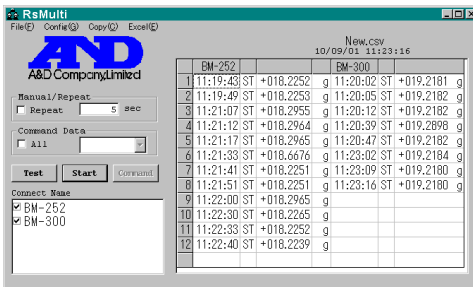 RsMulti
File(F) Config(G) Copy(C) Excel(E)
AND
A&D Company,Limited
Manual/Repeat
Repeat 5 sec
Command Data
All
Test Start Command
Connect Name
BM-252
BM-300
New.csv
10/09/01 11:23:16
BM-252 BM-300
1 11:19:43 ST +018.2252 g 11:20:02 ST +019.2181 g
2 11:19:49 ST +018.2253 g 11:20:05 ST +019.2182 g
3 11:21:07 ST +018.2955 g 11:20:12 ST +019.2182 g
4 11:21:12 ST +018.2964 g 11:20:39 ST +019.2898 g
5 11:21:17 ST +018.2965 g 11:20:47 ST +019.2182 g
6 11:21:33 ST +018.6676 g 11:23:02 ST +019.2184 g
7 11:21:41 ST +018.2251 g 11:23:09 ST +019.2180 g
8 11:21:51 ST +018.2251 g 11:23:16 ST +019.2180 g
9 11:22:00 ST +018.2965 g
10 11:22:30 ST +018.2265 g
11 11:22:33 ST +018.2252 g
12 11:22:40 ST +018.2239 g